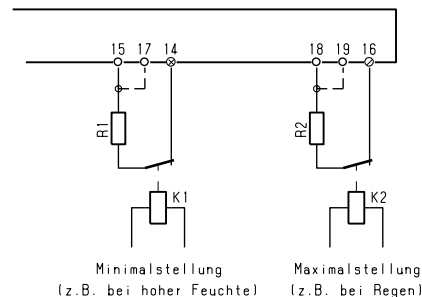 15 17 14 18 19 16
R1 R2
K1 K2
Minimalstellung Maximalstellung
(z.B. bei hoher Feuchte) (z.B. bei Regen)